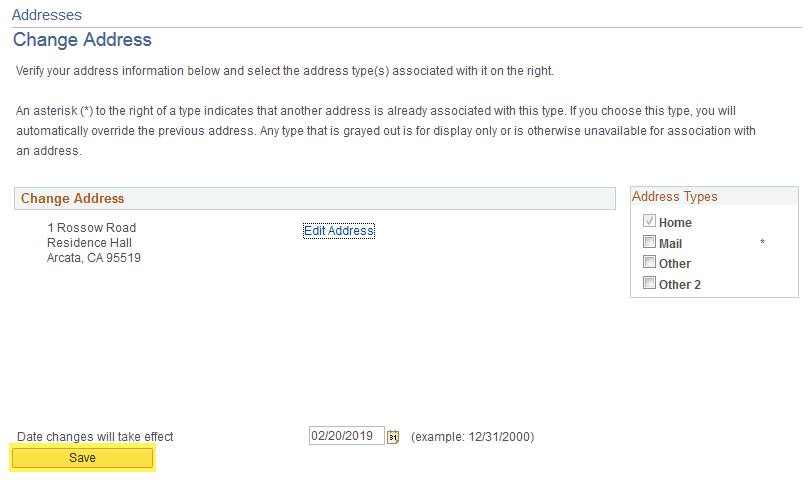 Addresses
Change Address
Verify your address information below and select the address type(s) associated with it on the right.
An asterisk (*) to the right of a type indicates that another address is already associated with this type. If you choose this type, you will
automatically override the previous address. Any type that is grayed out is for display only or is otherwise unavailable for association with
an address.
Change Address
1 Rossow Road
Residence Hall
Arcata, CA 95519
Edit Address
Address Types
Home
Mail *
Other
Other 2
Date changes will take effect 02/20/2019 31 (example: 12/31/2000)
Save